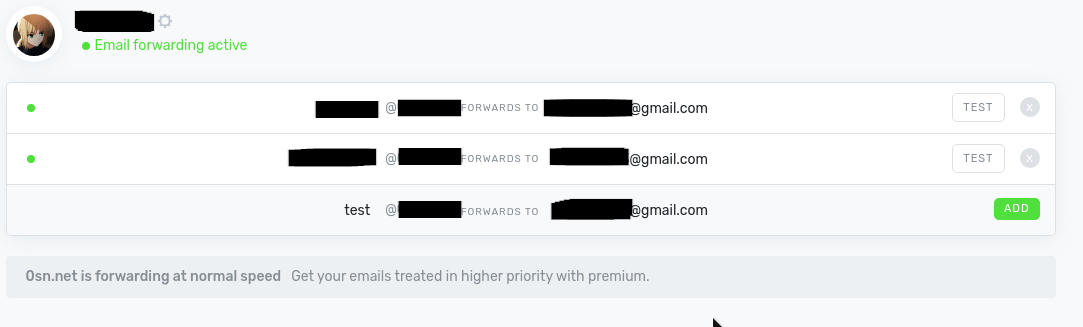 Email forwarding active
@ FORWARDS TO @gmail.com TEST x
@ FORWARDS TO @gmail.com TEST x
test @ FORWARDS TO @gmail.com ADD
0sn.net is forwarding at normal speed Get your emails treated in higher priority with premium.